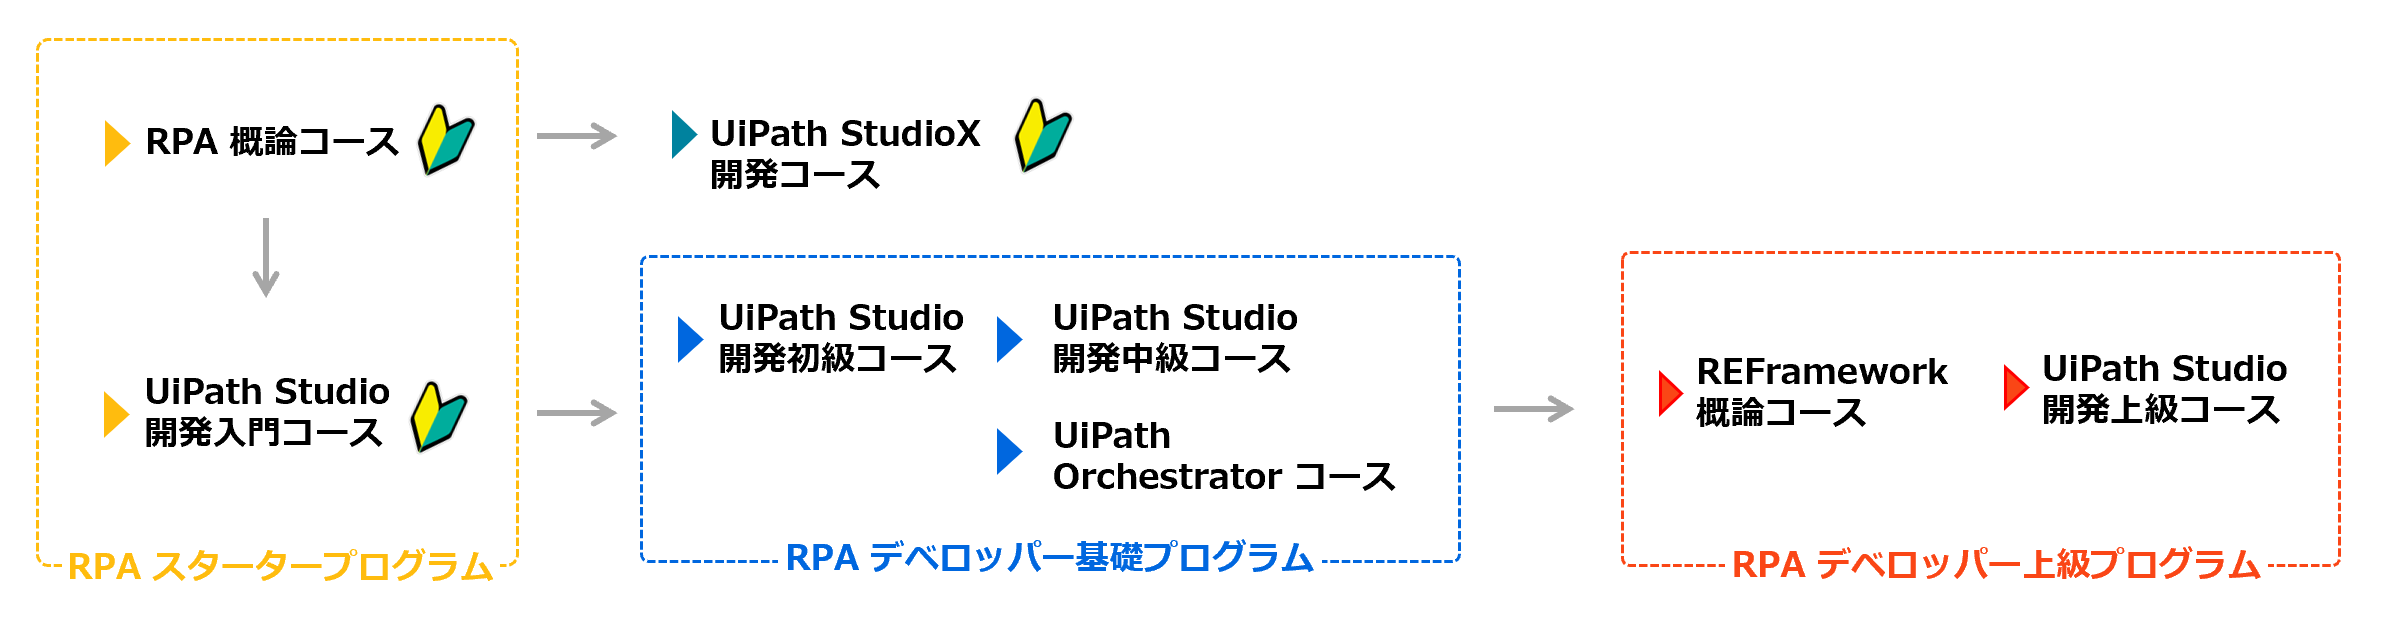 RPA 概論コース
UiPath Studio
開発入門コース
RPA スタータープログラム
UiPath StudioX
開発コース
UiPath Studio
開発初級コース
UiPath Studio
開発中級コース
UiPath
Orchestrator コース
RPA デベロッパー基礎プログラム
REFramework
概論コース
UiPath Studio
開発上級コース
RPA デベロッパー上級プログラム